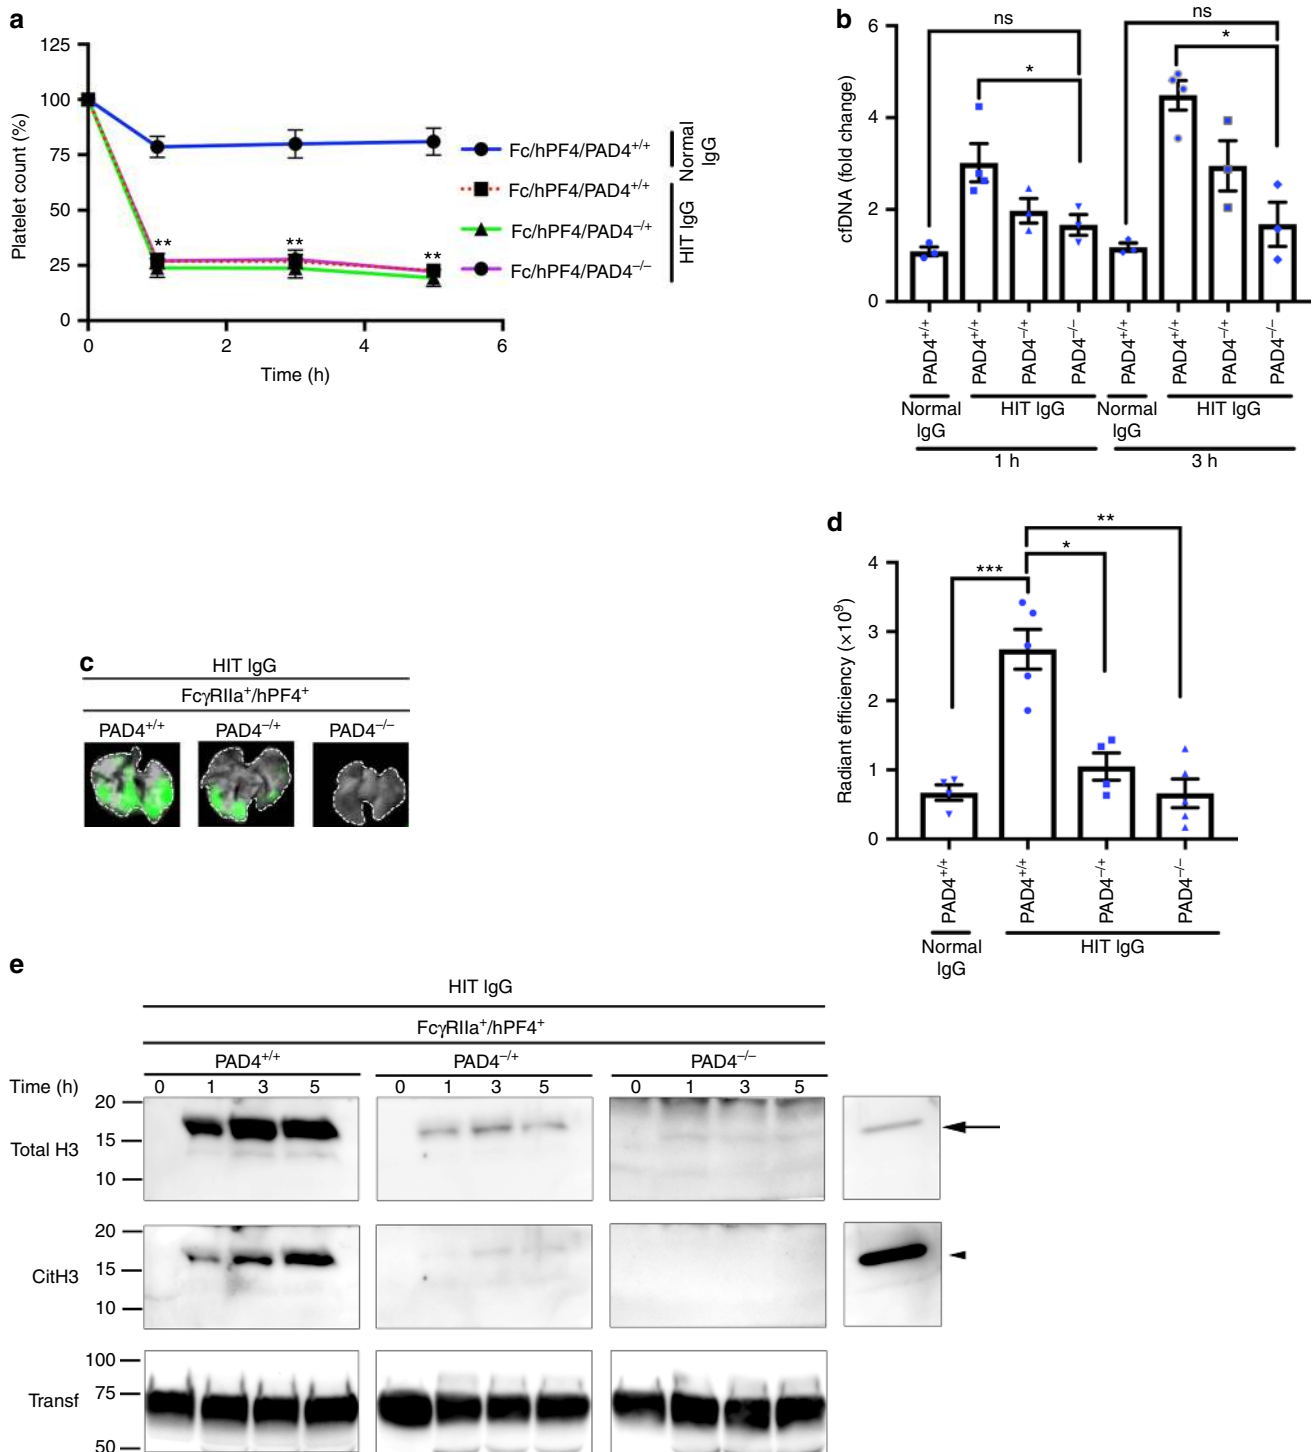 a
125
100
75
50
25
0
Platelet count (%)
0 2 4 6
Time (h)
** ** **
Fc/hPF4/PAD4+/+
Fc/hPF4/PAD4+/+
Fc/hPF4/PAD4–/+
Fc/hPF4/PAD4–/–
Normal
IgG
HIT IgG
b
6
4
2
0
cfDNA (fold change)
ns
*
ns
*
PAD4+/+ PAD4+/+ PAD4–/+ PAD4–/– PAD4+/+ PAD4+/+ PAD4–/+ PAD4–/–
Normal HIT IgG Normal HIT IgG
IgG IgG
1 h 3 h
c
HIT IgG
FcγRIIa+/hPF4+
PAD4+/+ PAD4–/+ PAD4–/–
d
4
3
2
1
0
Radiant efficiency (×10⁹)
***
*
**
PAD4+/+ PAD4+/+ PAD4–/+ PAD4–/–
Normal HIT IgG
IgG
e
HIT IgG
FcγRIIa+/hPF4+
PAD4+/+ PAD4–/+ PAD4–/–
Time (h) 0 1 3 5 0 1 3 5 0 1 3 5
20
Total H3 15
10
20
CitH3 15
10
100
Transf 75
50